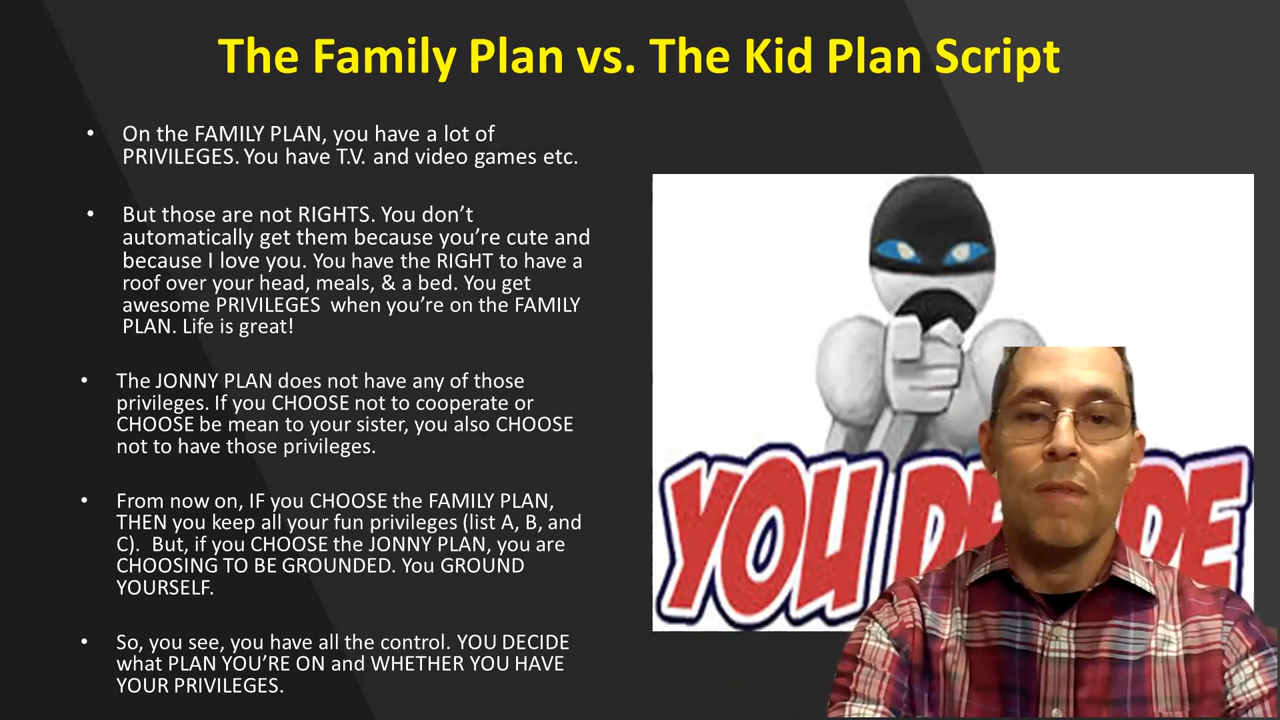 The Family Plan vs. The Kid Plan Script
• On the FAMILY PLAN, you have a lot of
PRIVILEGES. You have T.V. and video games etc.
• But those are not RIGHTS. You don't
automatically get them because you're cute and
because I love you. You have the RIGHT to have a
roof over your head, meals, & a bed. You get
awesome PRIVILEGES when you're on the FAMILY
PLAN. Life is great!
• The JONNY PLAN does not have any of those
privileges. If you CHOOSE not to cooperate or
CHOOSE be mean to your sister, you also CHOOSE
not to have those privileges.
• From now on, IF you CHOOSE the FAMILY PLAN,
THEN you keep all your fun privileges (list A, B, and
C). But, if you CHOOSE the JONNY PLAN, you are
CHOOSING TO BE GROUNDED. You GROUND
YOURSELF.
• So, you see, you have all the control. YOU DECIDE
what PLAN YOU'RE ON and WHETHER YOU HAVE
YOUR PRIVILEGES.
YOU